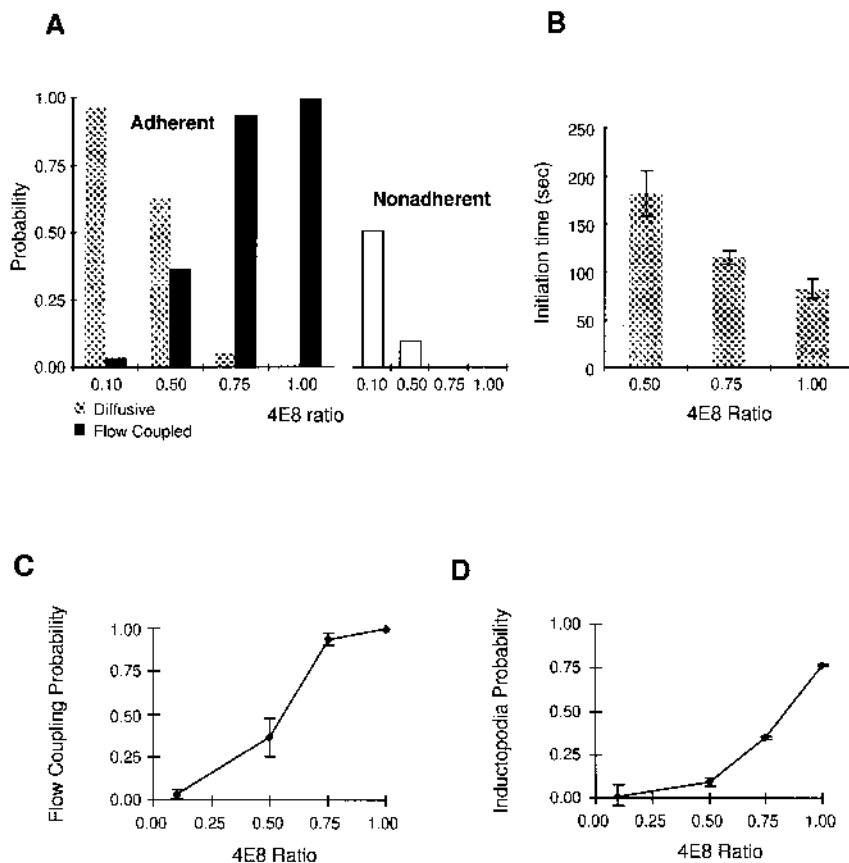 A
1.00
0.75
0.50
0.25
0.00
Probability
Adherent
Nonadherent
0.10 0.50 0.75 1.00
0.10 0.50 0.75 1.00
4E8 ratio
Diffusive
Flow Coupled
B
250
200
150
100
50
0
Initiation time (sec)
0.50 0.75 1.00
4E8 Ratio
C
1.00
0.75
0.50
0.25
0.00
Flow Coupling Probability
0.00 0.25 0.50 0.75 1.00
4E8 Ratio
D
1.00
0.75
0.50
0.25
0.00
Inductopodia Probability
0.00 0.25 0.50 0.75 1.00
4E8 Ratio